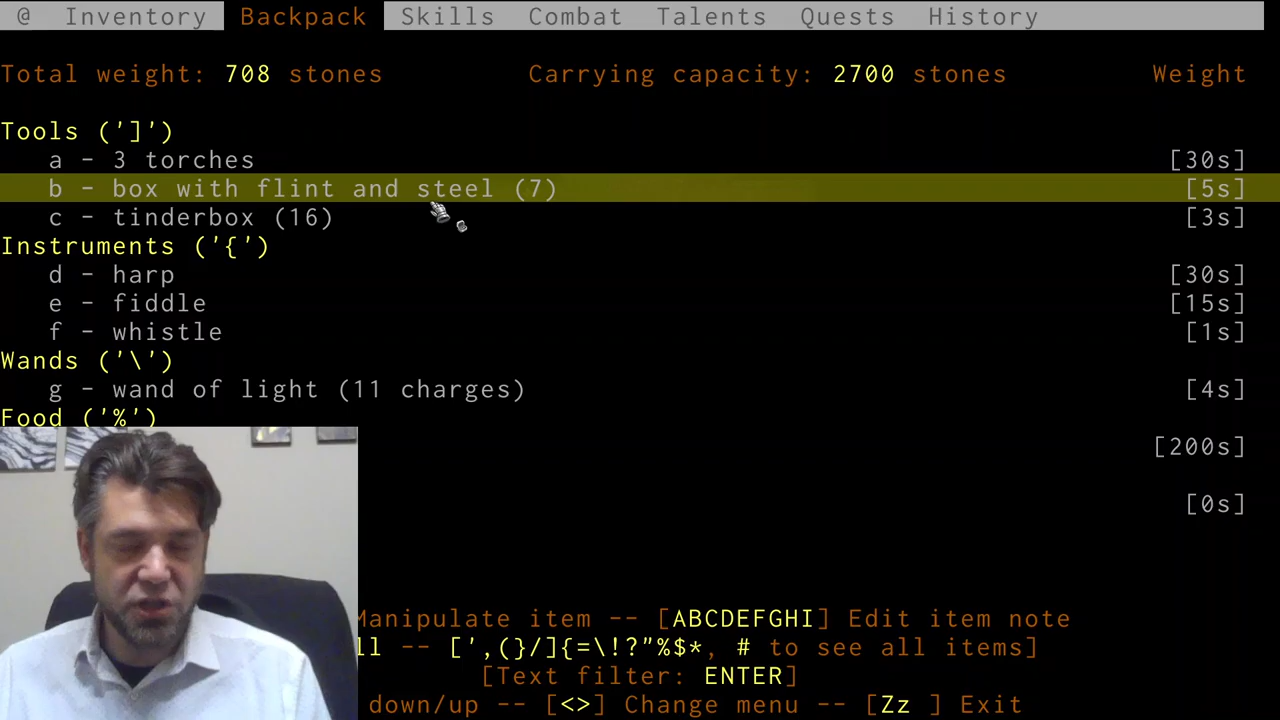 @ Inventory Backpack Skills Combat Talents Quests History
Total weight: 708 stones Carrying capacity: 2700 stones Weight
Tools (']')
a - 3 torches [30s]
b - box with flint and steel (7) [5s]
c - tinderbox (16) [3s]
Instruments ('{')
d - harp [30s]
e - fiddle [15s]
f - whistle [1s]
Wands ('\')
g - wand of light (11 charges) [4s]
Food ('%')
[200s]
[0s]
Manipulate item -- [ABCDEFGHI] Edit item note
ll -- [',(}/]{=\!?"%$*, # to see all items]
[Text filter: ENTER]
down/up -- [<>] Change menu -- [Zz ] Exit